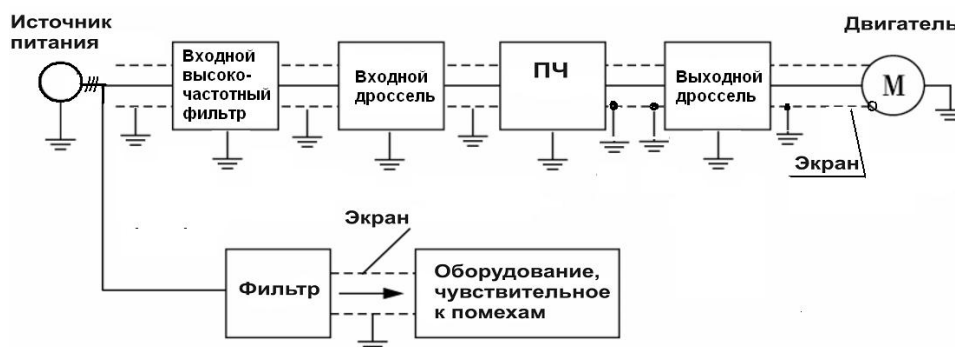 Источник
питания
Входной
высоко-
частотный
фильтр
Входной
дроссель
ПЧ
Выходной
дроссель
Двигатель
М
Экран
Экран
Фильтр
Оборудование,
чувствительное
к помехам